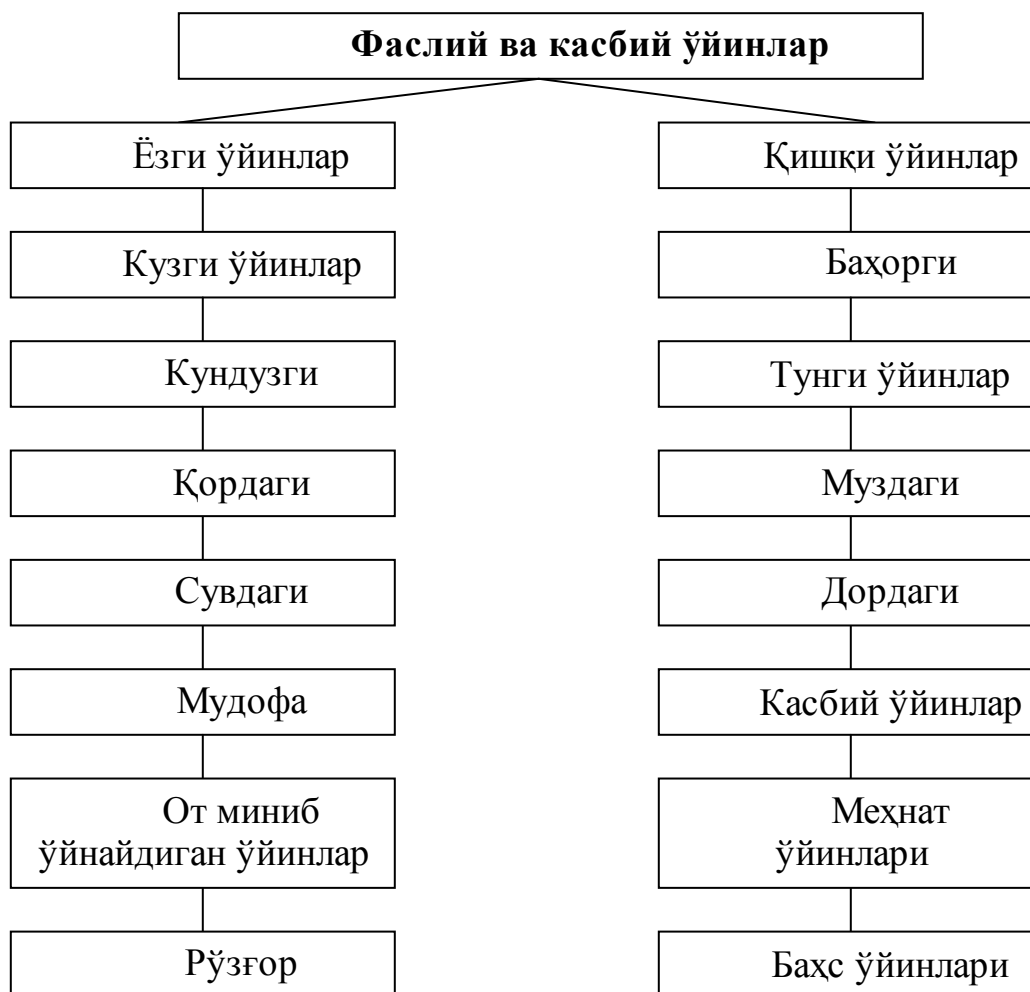 Фаслий ва касбий ўйинлар
Ёзги ўйинлар
Қишқи ўйинлар
Кузги ўйинлар
Баҳорги
Кундузги
Тунги ўйинлар
Қордаги
Муздаги
Сувдаги
Дордаги
Мудофа
Касбий ўйинлар
От миниб
ўйнайдиган ўйинлар
Меҳнат
ўйинлари
Рўзғор
Баҳс ўйинлари